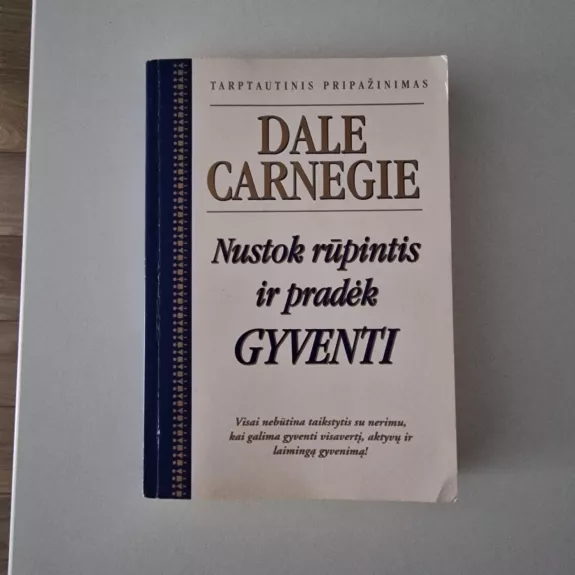 TARPTAUTINIS PRIPAŽINIMAS
DALE
CARNEGIE
Nustok rūpintis
ir pradėk
GYVENTI
Visai nebūtina taikstytis su nerimu,
kai galima gyventi visavertį, aktyvų ir
laimingą gyvenimą!